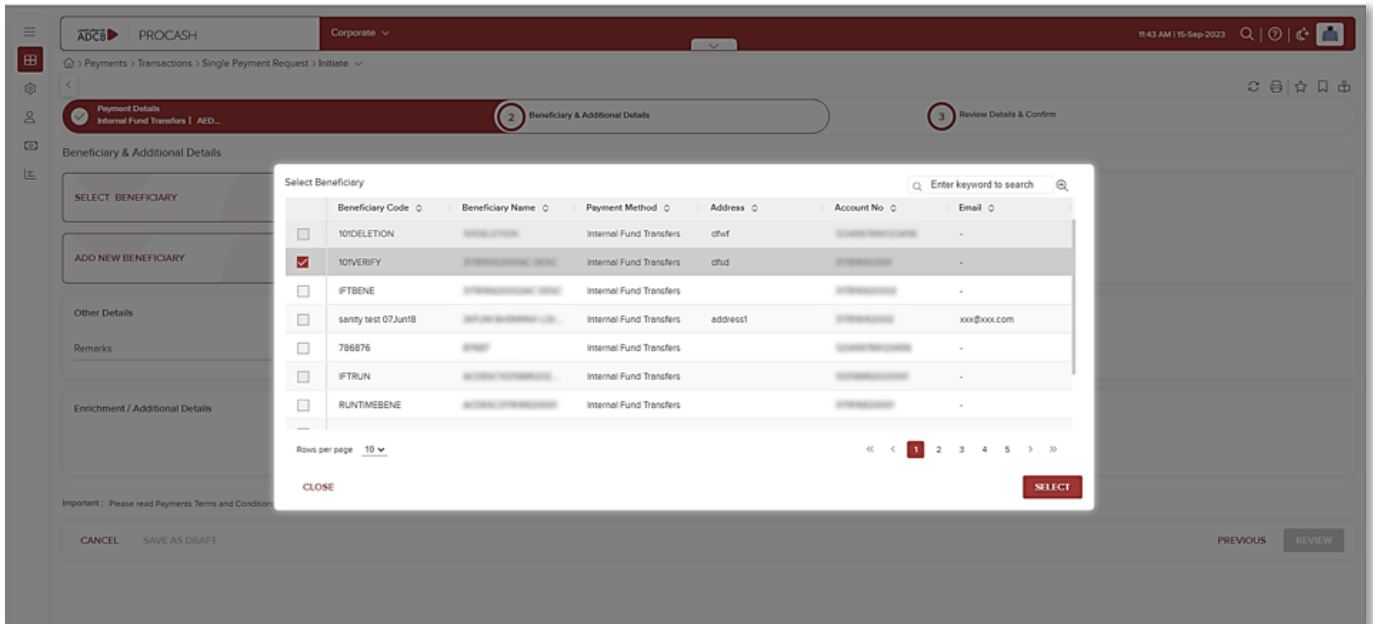 ADCB PROCASH Corporate 11:43 AM | 15-Sep-2023
> Payments > Transactions > Single Payment Request > Initiate
Payment Details
Internal Fund Transfers | AED...
2 Beneficiary & Additional Details
3 Review Details & Confirm
Beneficiary & Additional Details
SELECT BENEFICIARY
ADD NEW BENEFICIARY
Other Details
Remarks
Enrichment / Additional Details
Important : Please read Payments Terms and Condition
CANCEL SAVE AS DRAFT PREVIOUS REVIEW
Select Beneficiary Enter keyword to search
Beneficiary Code Beneficiary Name Payment Method Address Account No Email
101DELETION Internal Fund Transfers dfwf -
101VERIFY Internal Fund Transfers dfsd -
IFTBENE Internal Fund Transfers -
sanity test 07Jun18 Internal Fund Transfers address1 xxx@xxx.com
786876 Internal Fund Transfers -
IFTRUN Internal Fund Transfers -
RUNTIMEBENE Internal Fund Transfers -
Rows per page 10 << < 1 2 3 4 5 > >>
CLOSE SELECT